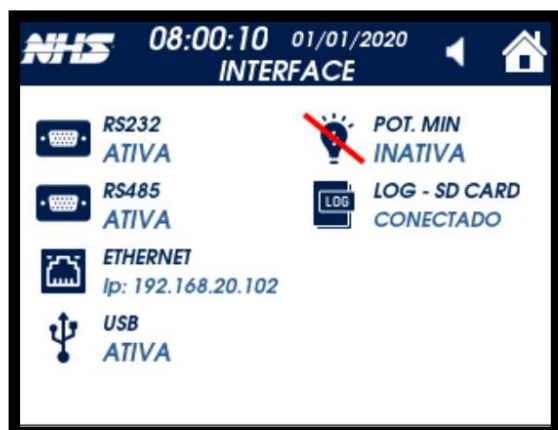 NHS 08:00:10 01/01/2020
INTERFACE
RS232
ATIVA
RS485
ATIVA
ETHERNET
Ip: 192.168.20.102
USB
ATIVA
POT. MIN
INATIVA
LOG
LOG - SD CARD
CONECTADO